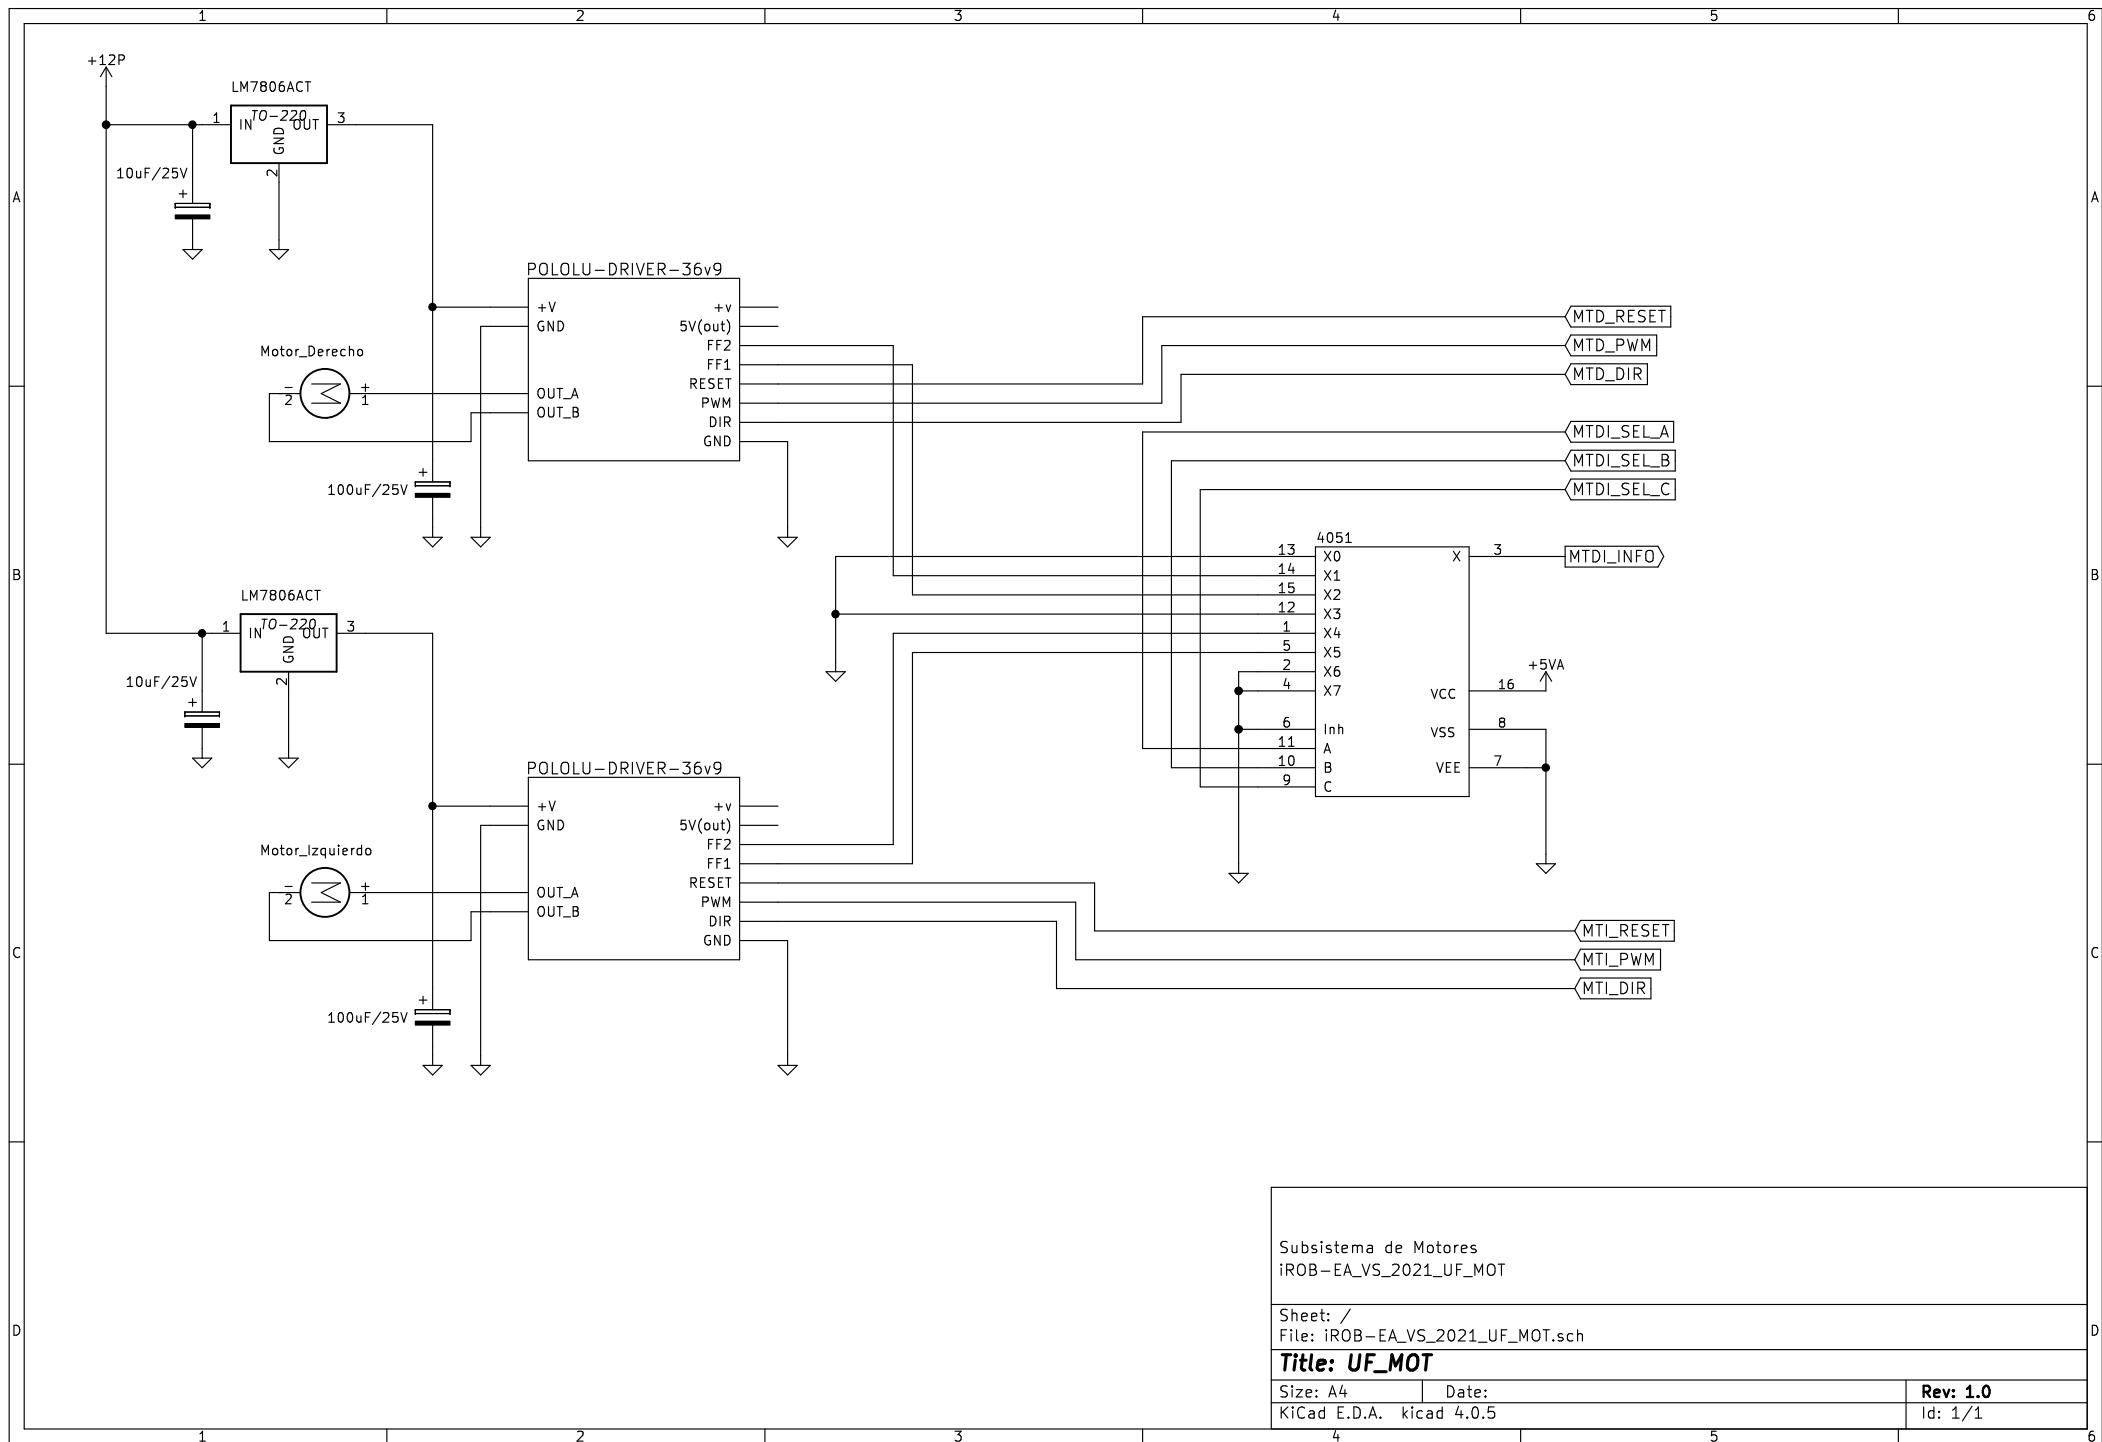 1 2 3 4 5 6
+12P
LM7806ACT
TO-220
1 IN OUT 3
GND
2
10uF/25V
+
A A
POLOLU-DRIVER-36v9
+V +v
GND 5V(out)
FF2
FF1
RESET
OUT_A PWM
OUT_B DIR
GND
Motor_Derecho
- +
2 1
+
100uF/25V
MTD_RESET
MTD_PWM
MTD_DIR
MTDI_SEL_A
MTDI_SEL_B
MTDI_SEL_C
4051
13 X0 X 3
MTDI_INFO
14 X1
15 X2
12 X3
1 X4
5 X5
2 X6
4 X7
VCC 16
+5VA
6 Inh VSS 8
11 A
10 B VEE 7
9 C
B B
LM7806ACT
TO-220
1 IN OUT 3
GND
2
10uF/25V
+
POLOLU-DRIVER-36v9
+V +v
GND 5V(out)
FF2
FF1
RESET
OUT_A PWM
OUT_B DIR
GND
Motor_Izquierdo
- +
2 1
+
100uF/25V
MTI_RESET
MTI_PWM
MTI_DIR
C C
Subsistema de Motores
iROB-EA_VS_2021_UF_MOT
Sheet: /
File: iROB-EA_VS_2021_UF_MOT.sch
Title: UF_MOT
Size: A4 Date: Rev: 1.0
KiCad E.D.A. kicad 4.0.5 Id: 1/1
D D
1 2 3 4 5 6